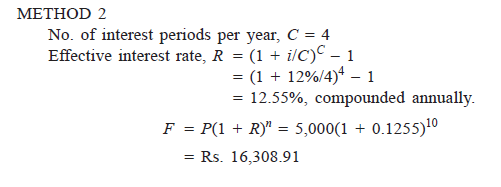 METHOD 2
No. of interest periods per year, C = 4
Effective interest rate, R = (1 + i/C)^C – 1
= (1 + 12%/4)^4 – 1
= 12.55%, compounded annually.
F = P(1 + R)^n = 5,000(1 + 0.1255)^10
= Rs. 16,308.91